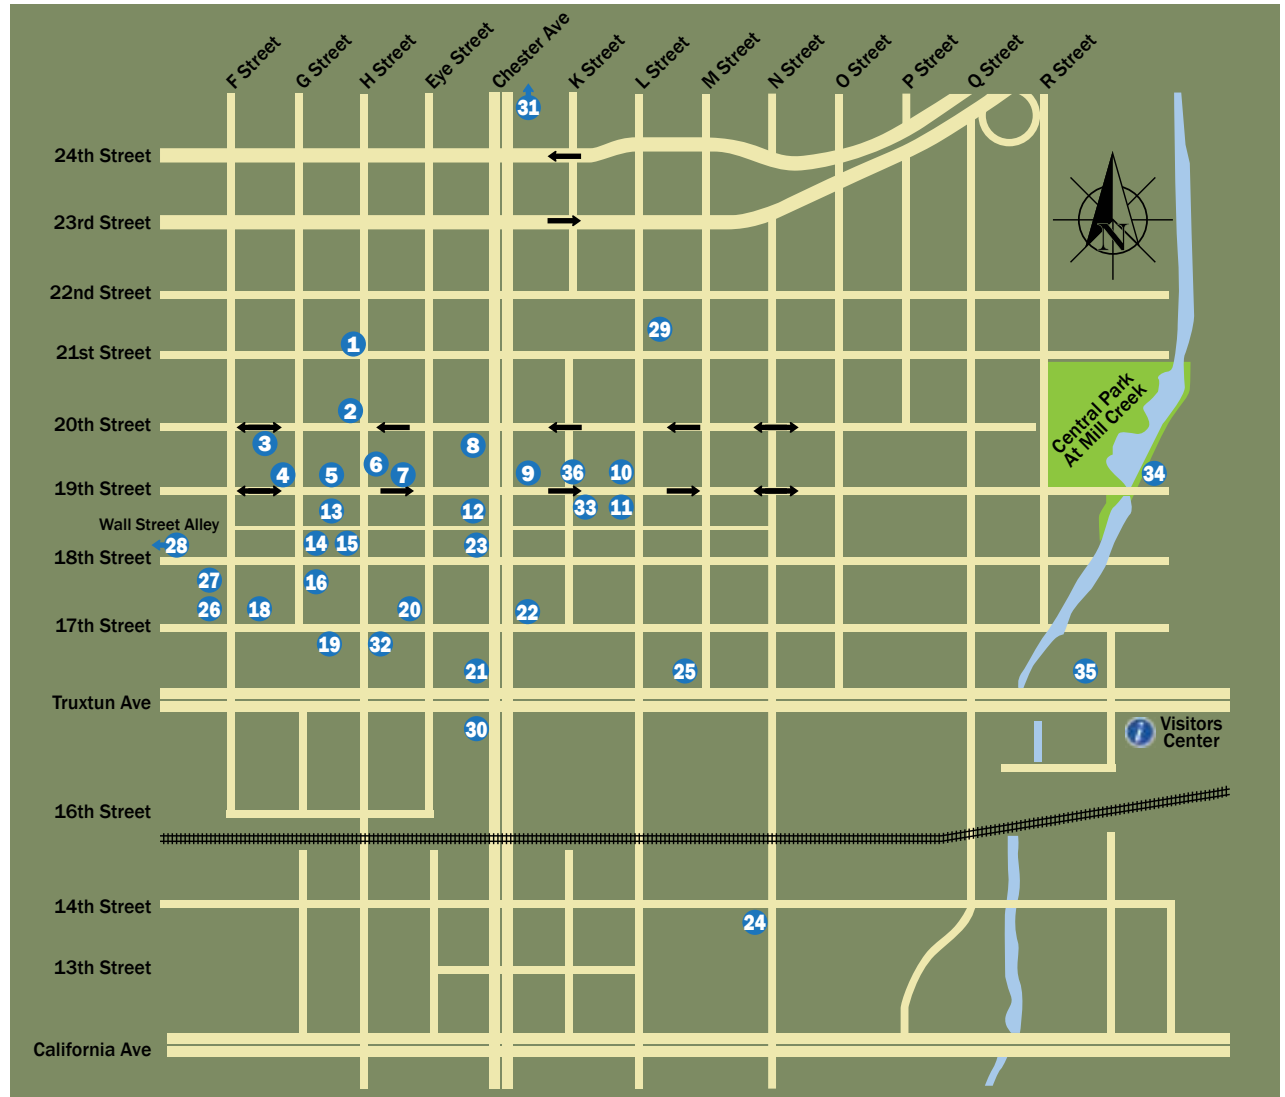 F Street
G Street
H Street
Eye Street
Chester Ave
K Street
L Street
M Street
N Street
O Street
P Street
Q Street
R Street
31
24th Street
23rd Street
N
22nd Street
29
1
21st Street
Central Park
At Mill Creek
2
20th Street
3
8
6
4
5
7
9
36
10
34
19th Street
13
12
33
11
Wall Street Alley
28
14
15
23
18th Street
27
16
26
18
20
22
17th Street
19
32
21
25
35
Truxtun Ave
30
i
Visitors
Center
16th Street
14th Street
24
13th Street
California Ave